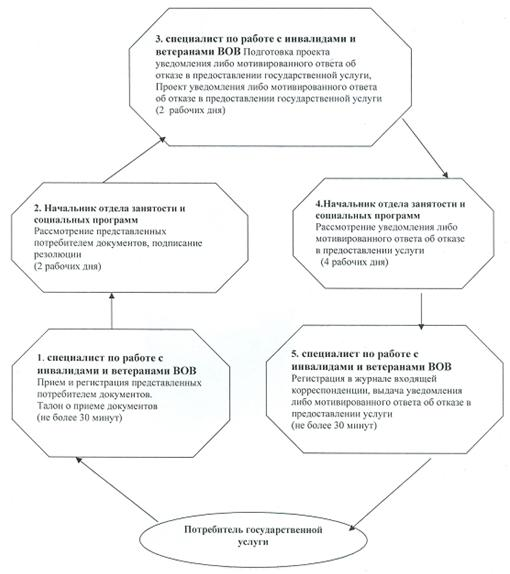 3. специалист по работе с инвалидами и
ветеранами ВОВ Подготовка проекта
уведомления либо мотивированного ответа об
отказе в предоставлении государственной услуги,
Проект уведомления либо мотивированного ответа
об отказе в предоставлении государственной услуги
(2 рабочих дня)
2. Начальник отдела занятости и
социальных программ
Рассмотрение представленных
потребителем документов, подписание
резолюции
(2 рабочих дня)
4.Начальник отдела занятости и
социальных программ
Рассмотрение уведомления либо
мотивированного ответа об отказе
в предоставлении услуги
(4 рабочих дня)
1. специалист по работе с
инвалидами и ветеранами ВОВ
Прием и регистрация представленных
потребителем документов.
Талон о приеме документов
(не более 30 минут)
5. специалист по работе с
инвалидами и ветеранами ВОВ
Регистрация в журнале входящей
корреспонденции, выдача уведомления
либо мотивированного ответа об отказе в
предоставлении услуги
(не более 30 минут)
Потребитель государственной
услуги